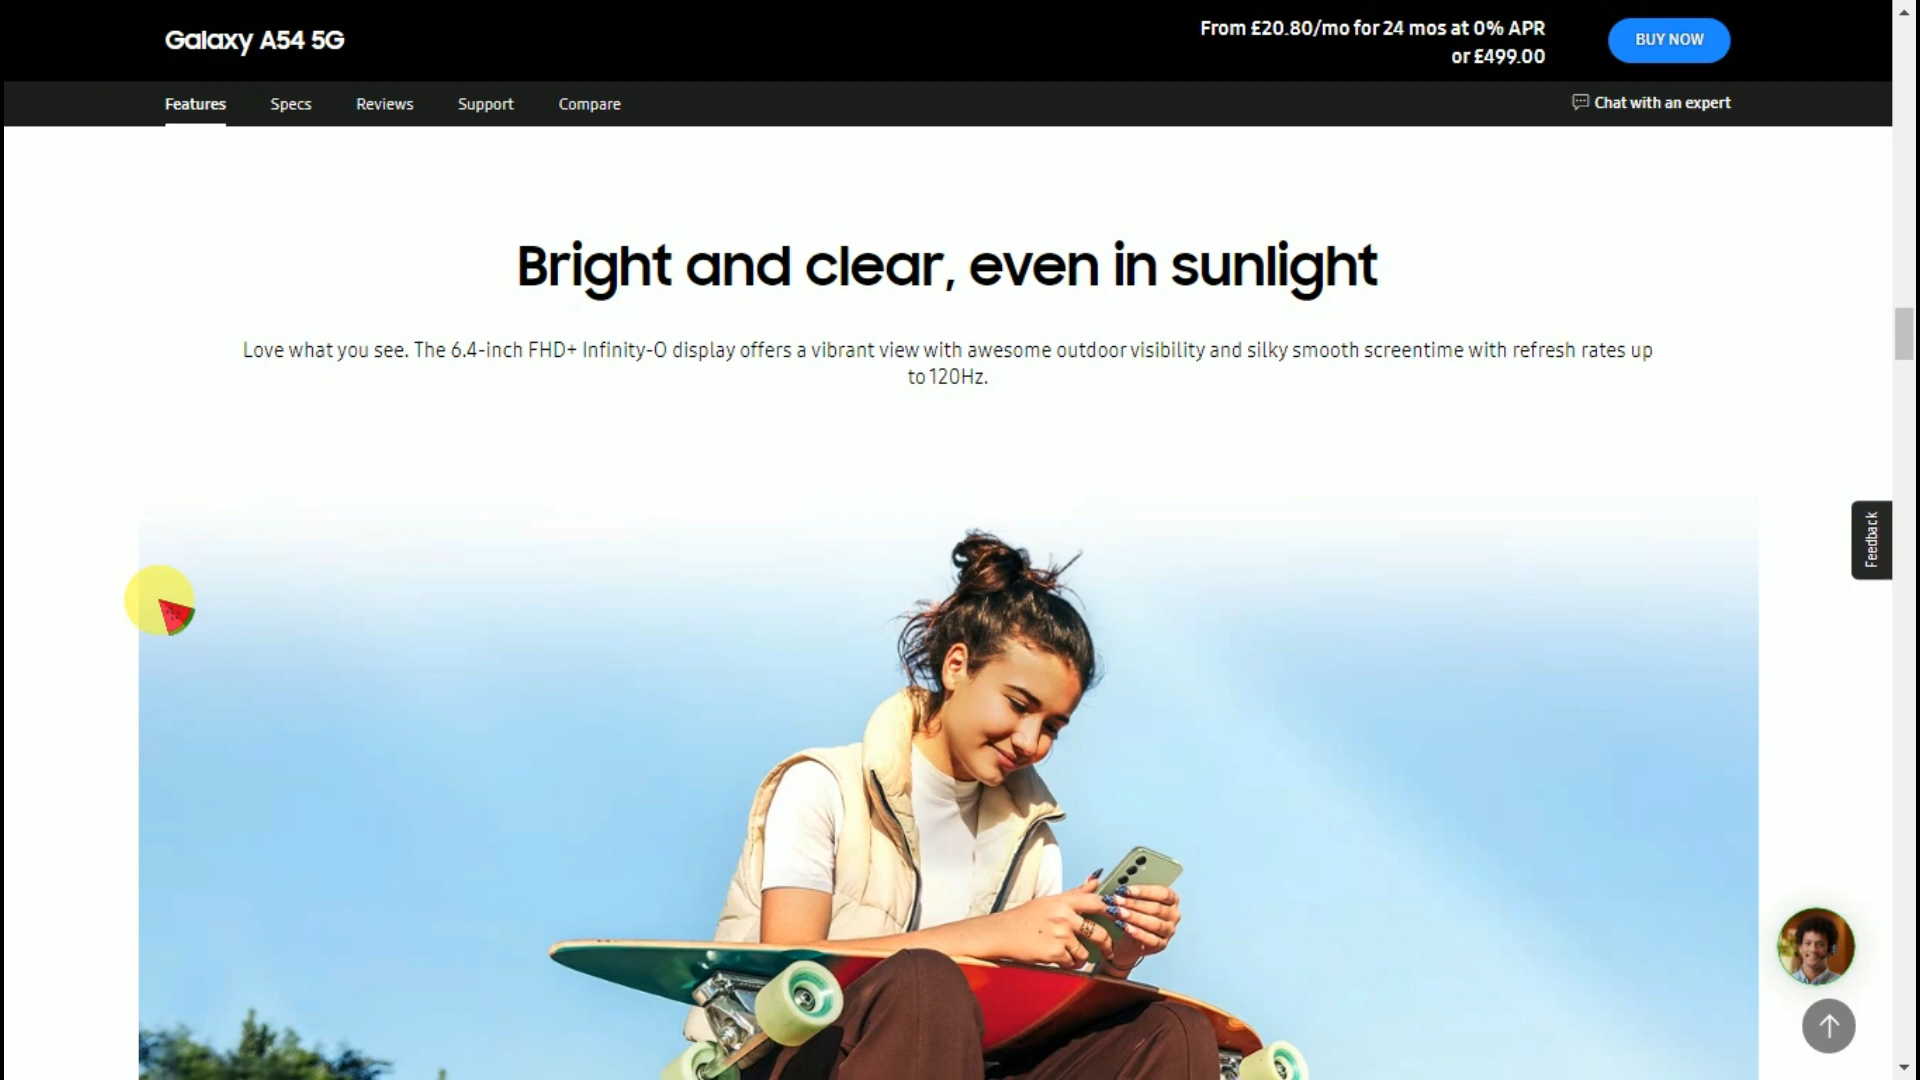 Galaxy A54 5G
From £20.80/mo for 24 mos at 0% APR
or £499.00
BUY NOW
Features
Specs
Reviews
Support
Compare
Chat with an expert
Bright and clear, even in sunlight
Love what you see. The 6.4-inch FHD+ Infinity-O display offers a vibrant view with awesome outdoor visibility and silky smooth screentime with refresh rates up
to 120Hz.
Feedback